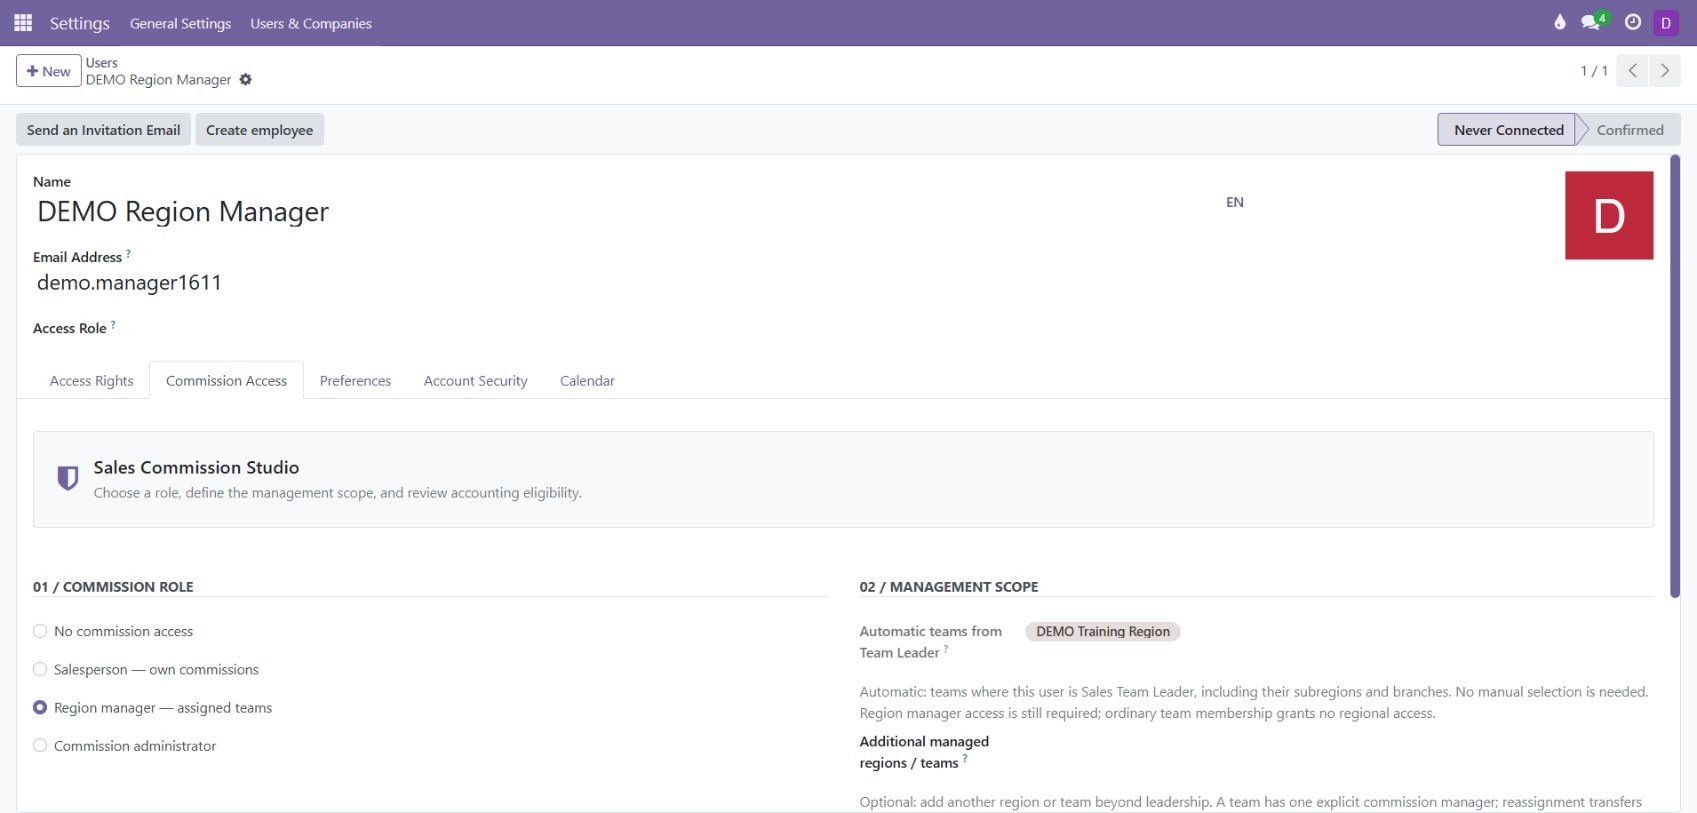 Settings General Settings Users & Companies 4 D
New Users
DEMO Region Manager 1 / 1
Send an Invitation Email Create employee Never Connected Confirmed
Name
DEMO Region Manager EN D
Email Address ?
demo.manager1611
Access Role ?
Access Rights Commission Access Preferences Account Security Calendar
Sales Commission Studio
Choose a role, define the management scope, and review accounting eligibility.
01 / COMMISSION ROLE
No commission access
Salesperson — own commissions
Region manager — assigned teams
Commission administrator
02 / MANAGEMENT SCOPE
Automatic teams from DEMO Training Region
Team Leader ?
Automatic: teams where this user is Sales Team Leader, including their subregions and branches. No manual selection is needed.
Region manager access is still required; ordinary team membership grants no regional access.
Additional managed
regions / teams ?
Optional: add another region or team beyond leadership. A team has one explicit commission manager; reassignment transfers